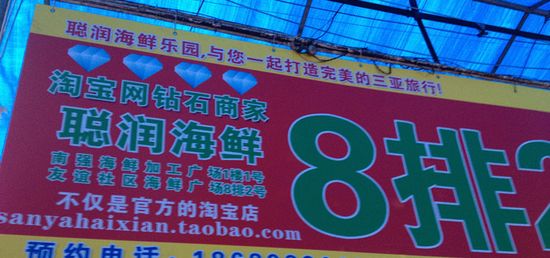 聪润海鲜乐园,与您一起打造完美的三亚旅行!
淘宝网钻石商家
聪润海鲜
南强海鲜加工广场1楼1号
友谊社区海鲜广场8排2号
不仅是官方的淘宝店
sanyahaixian.taobao.com
8排2
预约电话: